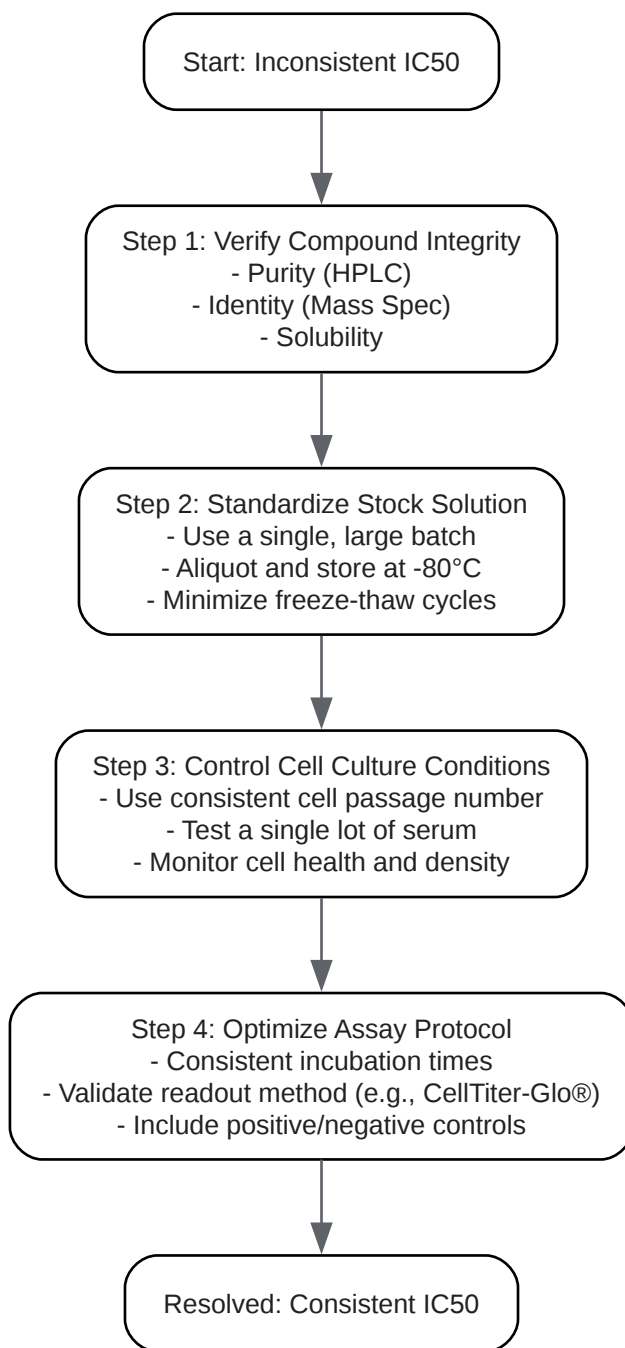 Start: Inconsistent IC50
Step 1: Verify Compound Integrity
- Purity (HPLC)
- Identity (Mass Spec)
- Solubility
Step 2: Standardize Stock Solution
- Use a single, large batch
- Aliquot and store at -80°C
- Minimize freeze-thaw cycles
Step 3: Control Cell Culture Conditions
- Use consistent cell passage number
- Test a single lot of serum
- Monitor cell health and density
Step 4: Optimize Assay Protocol
- Consistent incubation times
- Validate readout method (e.g., CellTiter-Glo®)
- Include positive/negative controls
Resolved: Consistent IC50